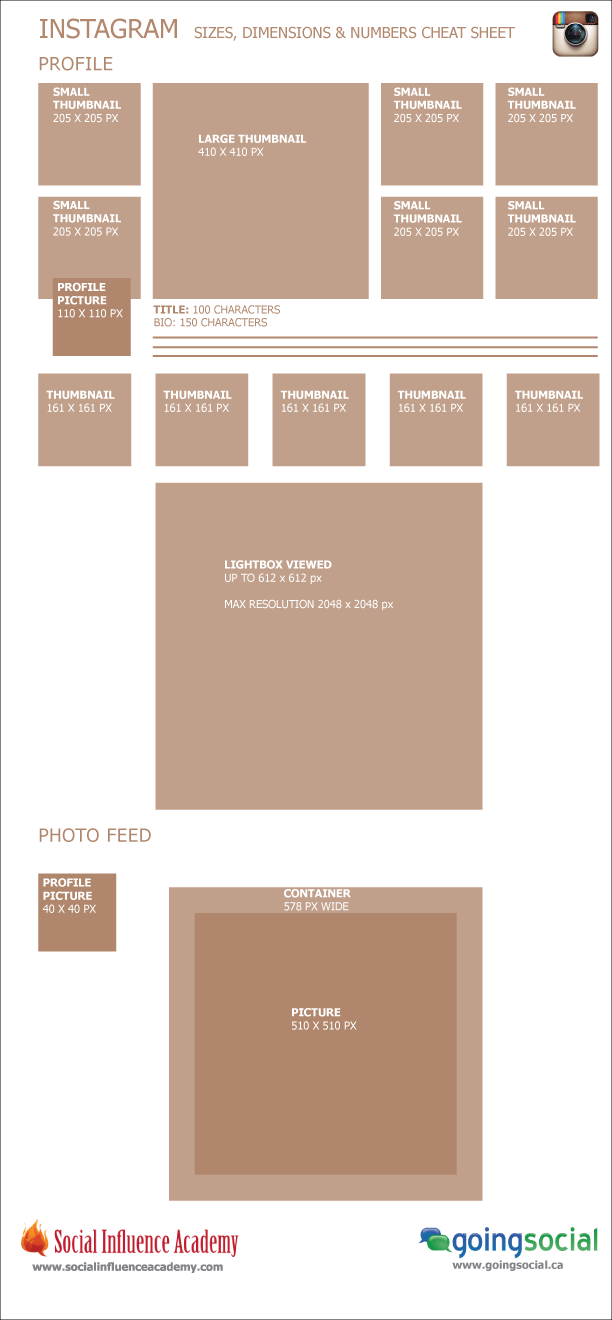 INSTAGRAM SIZES, DIMENSIONS & NUMBERS CHEAT SHEET
PROFILE
SMALL
THUMBNAIL
205 X 205 PX
LARGE THUMBNAIL
410 X 410 PX
SMALL
THUMBNAIL
205 X 205 PX
SMALL
THUMBNAIL
205 X 205 PX
SMALL
THUMBNAIL
205 X 205 PX
SMALL
THUMBNAIL
205 X 205 PX
SMALL
THUMBNAIL
205 X 205 PX
PROFILE
PICTURE
110 X 110 PX
TITLE: 100 CHARACTERS
BIO: 150 CHARACTERS
THUMBNAIL
161 X 161 PX
THUMBNAIL
161 X 161 PX
THUMBNAIL
161 X 161 PX
THUMBNAIL
161 X 161 PX
THUMBNAIL
161 X 161 PX
LIGHTBOX VIEWED
UP TO 612 x 612 px
MAX RESOLUTION 2048 x 2048 px
PHOTO FEED
PROFILE
PICTURE
40 X 40 PX
CONTAINER
578 PX WIDE
PICTURE
510 X 510 PX
Social Influence Academy
www.socialinfluenceacademy.com
goingsocial
www.goingsocial.ca